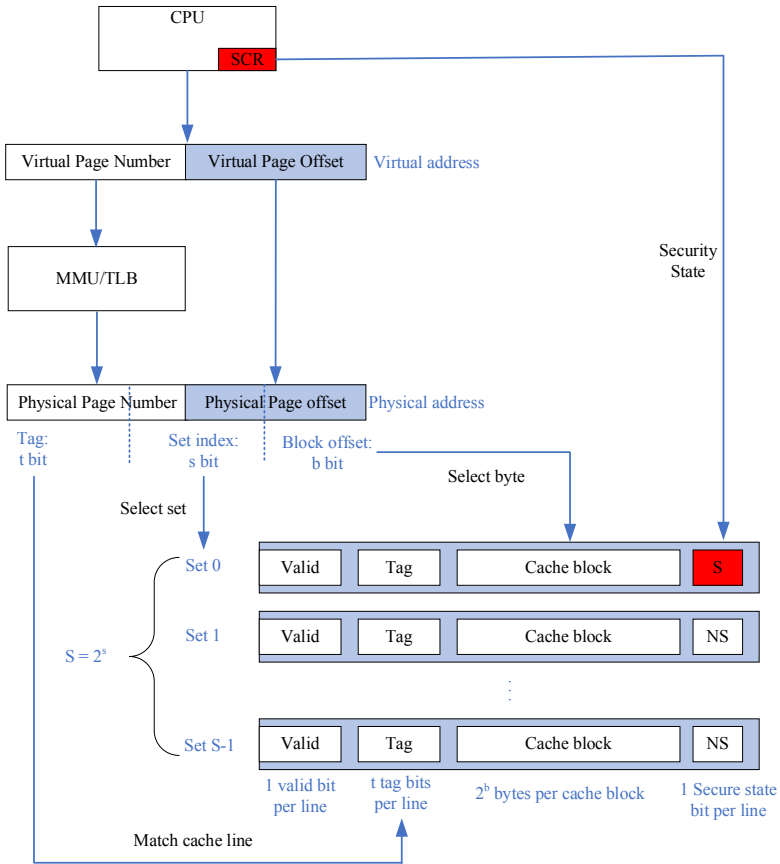 CPU
SCR
Virtual Page Number
Virtual Page Offset
Virtual address
Security
State
MMU/TLB
Physical Page Number
Physical Page offset
Physical address
Tag:
t bit
Set index:
s bit
Block offset:
b bit
Select byte
Select set
Set 0
Valid
Tag
Cache block
S
Set 1
Valid
Tag
Cache block
NS
S = 2^s
Set S-1
Valid
Tag
Cache block
NS
1 valid bit
per line
t tag bits
per line
2^b bytes per cache block
1 Secure state
bit per line
Match cache line